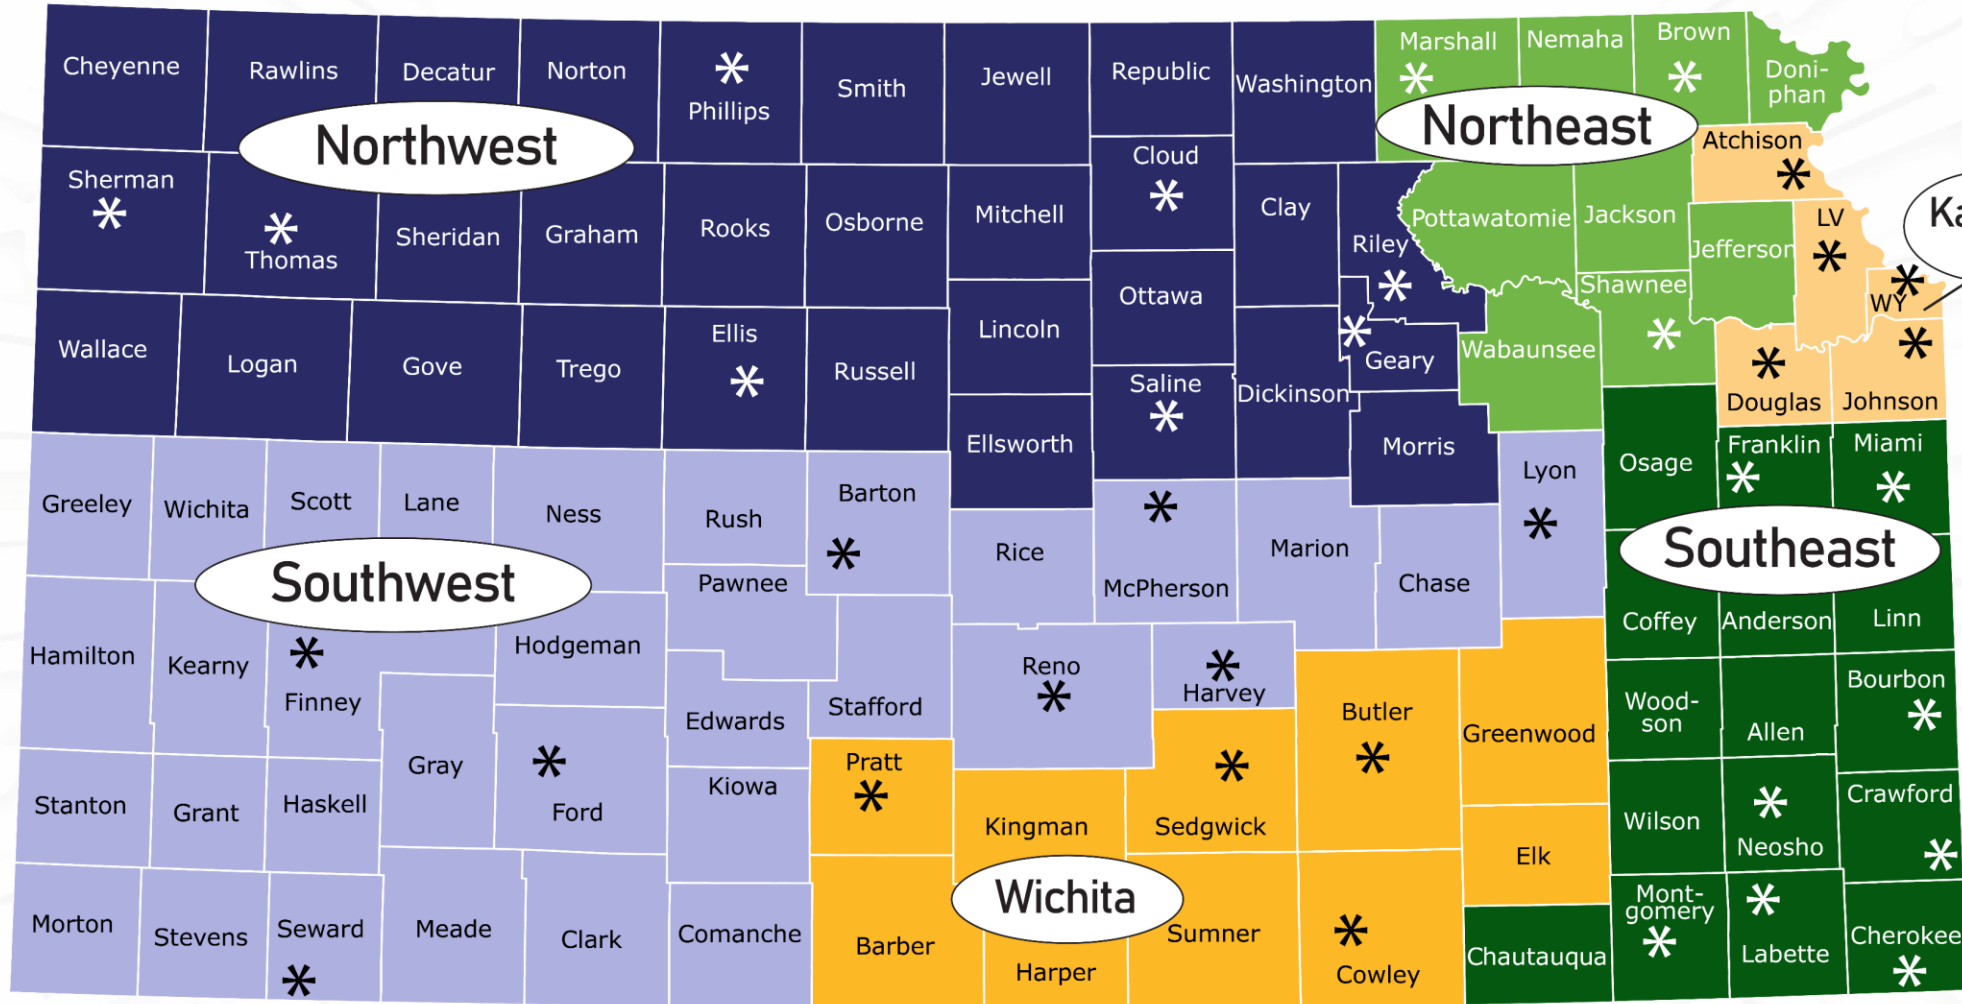 Cheyenne
Rawlins
Decatur
Norton
*
Phillips
Smith
Jewell
Republic
Washington
Marshall
*
Nemaha
Brown
*
Doni-
phan
Northwest
Northeast
Sherman
*
*
Thomas
Sheridan
Graham
Rooks
Osborne
Mitchell
Cloud
*
Clay
Riley
*
Pottawatomie
Jackson
Jefferson
Atchison
*
LV
*
*
WY
Ka
Wallace
Logan
Gove
Trego
Ellis
*
Russell
Lincoln
Ottawa
Saline
*
Dickinson
*
Geary
Wabaunsee
Shawnee
*
*
Douglas
*
Johnson
Ellsworth
Morris
Greeley
Wichita
Scott
Lane
Ness
Rush
Barton
*
Rice
*
McPherson
Marion
Chase
Lyon
*
Osage
Franklin
*
Miami
*
Southwest
Southeast
Hamilton
Kearny
*
Finney
Hodgeman
Pawnee
Edwards
Stafford
Reno
*
*
Harvey
Butler
*
Greenwood
Coffey
Anderson
Linn
Wood-
son
Allen
Bourbon
*
Stanton
Grant
Haskell
Gray
*
Ford
Kiowa
Pratt
*
Kingman
*
Sedgwick
Elk
Wilson
*
Neosho
Crawford
*
Wichita
Morton
Stevens
Seward
*
Meade
Clark
Comanche
Barber
Harper
Sumner
*
Cowley
Chautauqua
Mont-
gomery
*
*
Labette
Cherokee
*